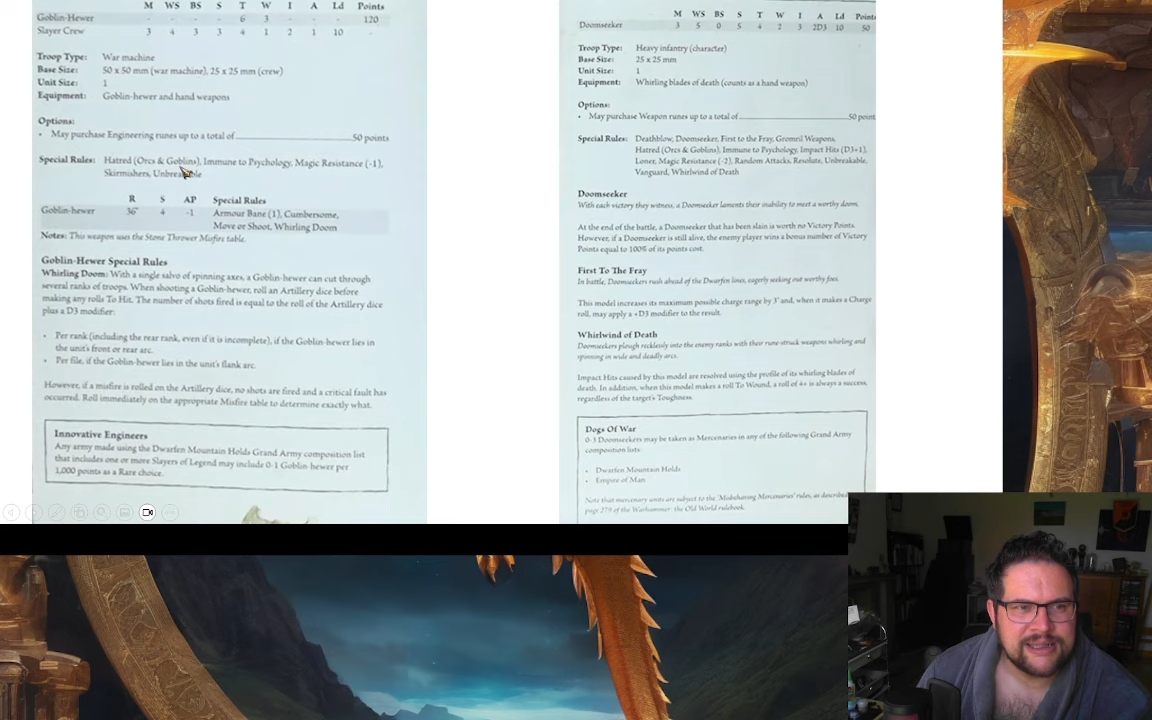 M WS BS S T W I A Ld Points
Goblin-Hewer - - - - 6 3 - - - 120
Slayer Crew 3 4 3 3 4 1 2 1 10 -
Troop Type: War machine
Base Size: 50 x 50 mm (war machine), 25 x 25 mm (crew)
Unit Size: 1
Equipment: Goblin-hewer and hand weapons
Options:
• May purchase Engineering runes up to a total of 50 points
Special Rules: Hatred (Orcs & Goblins), Immune to Psychology, Magic Resistance (-1),
Skirmishers, Unbreakable
R S AP Special Rules
Goblin-hewer 36" 4 -1 Armour Bane (1), Cumbersome,
Move or Shoot, Whirling Doom
Notes: This weapon uses the Stone Thrower Misfire table.
Goblin-Hewer Special Rules
Whirling Doom: With a single salvo of spinning axes, a Goblin-hewer can cut through
several ranks of troops. When shooting a Goblin-hewer, roll an Artillery dice before
making any rolls To Hit. The number of shots fired is equal to the roll of the Artillery dice
plus a D3 modifier:
• Per rank (including the rear rank, even if it is incomplete), if the Goblin-hewer lies in
the unit's front or rear arc.
• Per file, if the Goblin-hewer lies in the unit's flank arc.
However, if a misfire is rolled on the Artillery dice, no shots are fired and a critical fault has
occurred. Roll immediately on the appropriate Misfire table to determine exactly what.
Innovative Engineers
Any army made using the Dwarfen Mountain Holds Grand Army composition list
that includes one or more Slayers of Legend may include 0-1 Goblin-hewer per
1,000 points as a Rare choice.
M WS BS S T W I A Ld Points
Doomseeker 3 5 0 5 4 2 3 2D3 10 50
Troop Type: Heavy infantry (character)
Base Size: 25 x 25 mm
Unit Size: 1
Equipment: Whirling blades of death (counts as a hand weapon)
Options:
• May purchase Weapon runes up to a total of 50 point
Special Rules: Deathblow, Doomseeker, First to the Fray, Gromril Weapons,
Hatred (Orcs & Goblins), Immune to Psychology, Impact Hits (D3+1),
Loner, Magic Resistance (-2), Random Attacks, Resolute, Unbreakable,
Vanguard, Whirlwind of Death
Doomseeker
With each victory they witness, a Doomseeker laments their inability to meet a worthy doom.
At the end of the battle, a Doomseeker that has been slain is worth no Victory Points.
However, if a Doomseeker is still alive, the enemy player wins a bonus number of Victory
Points equal to 100% of its points cost.
First To The Fray
In battle, Doomseekers rush ahead of the Dwarfen lines, eagerly seeking out worthy foes.
This model increases its maximum possible charge range by 3" and, when it makes a Charge
roll, may apply a +D3 modifier to the result.
Whirlwind of Death
Doomseekers plough recklessly into the enemy ranks with their rune-struck weapons whirling and
spinning in wide and deadly arcs.
Impact Hits caused by this model are resolved using the profile of its whirling blades of
death. In addition, when this model makes a roll To Wound, a roll of 4+ is always a success,
regardless of the target's Toughness.
Dogs Of War
0-3 Doomseekers may be taken as Mercenaries in any of the following Grand Army
composition lists:
• Dwarfen Mountain Holds
• Empire of Man
Note that mercenary units are subject to the 'Misbehaving Mercenaries' rules, as described
page 279 of the Warhammer: the Old World rulebook.